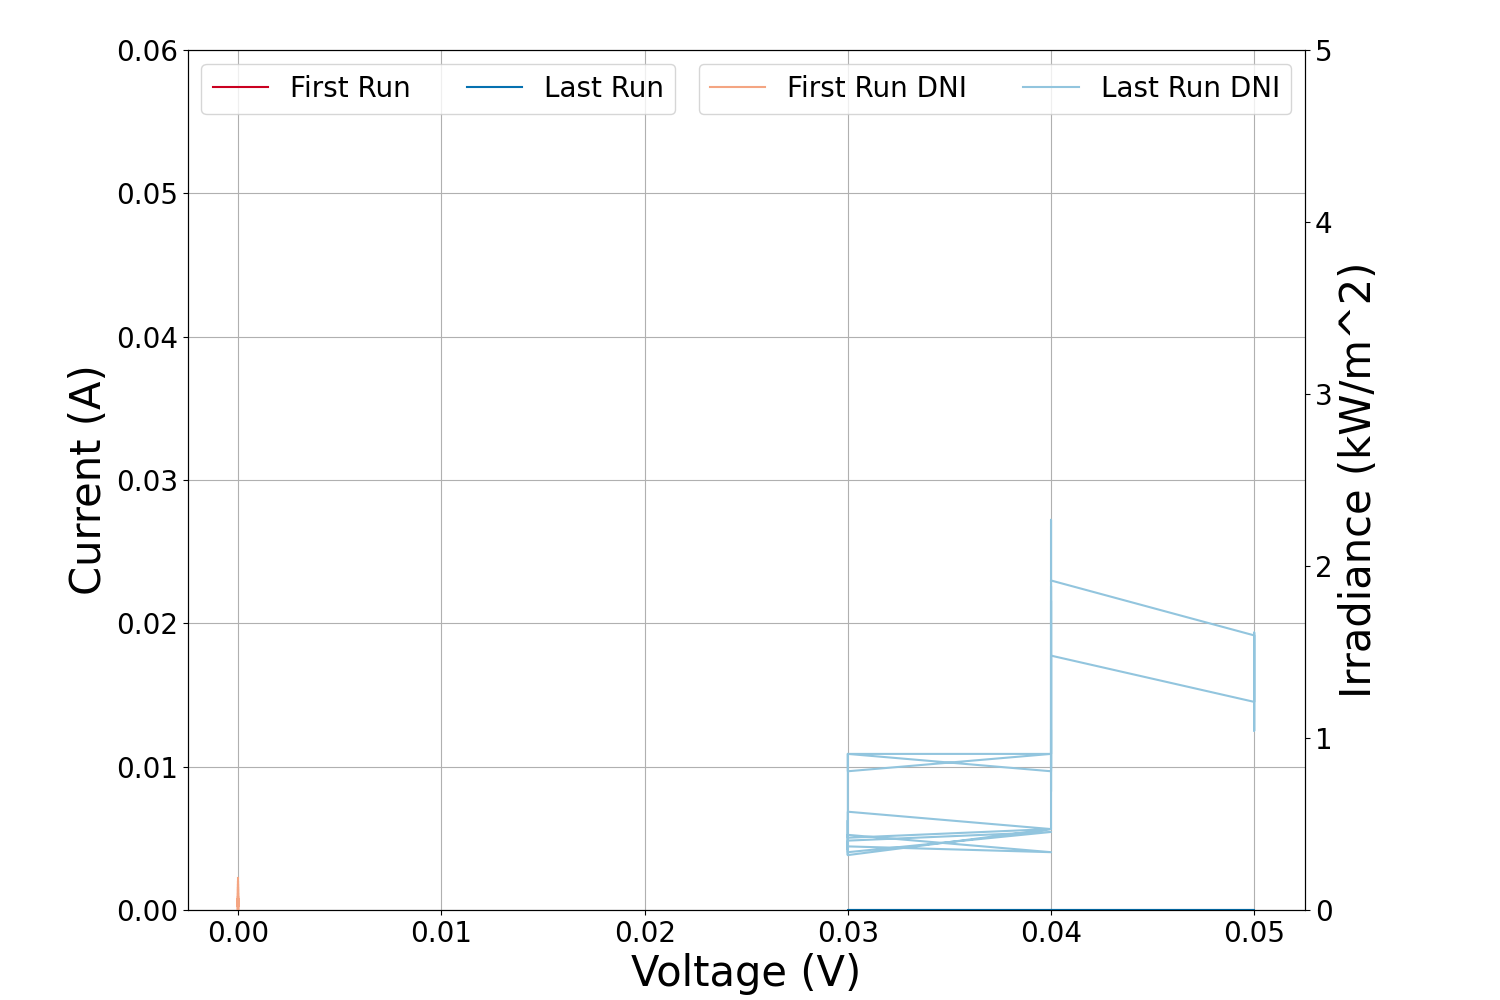 First Run
Last Run
First Run DNI
Last Run DNI
Current (A)
0.06
0.05
0.04
0.03
0.02
0.01
0.00
5
4
3
2
1
0
Irradiance (kW/m^2)
0.00 0.01 0.02 0.03 0.04 0.05
Voltage (V)